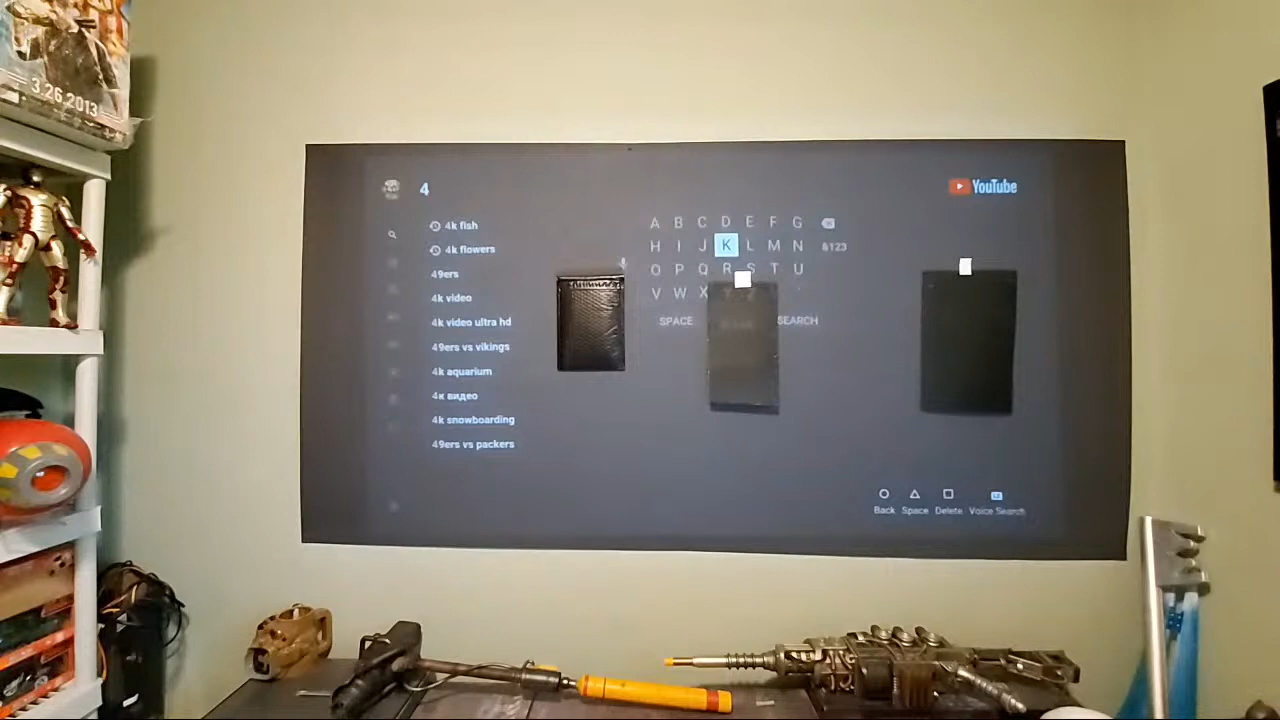 3.26.2013
4
YouTube
4k fish
4k flowers
49ers
4k video
4k video ultra hd
49ers vs vikings
4k aquarium
4к видео
4k snowboarding
49ers vs packers
A B C D E F G
H I J K L M N &123
O P Q R S T U
V W X
SPACE SEARCH
Back Space Delete Voice Search